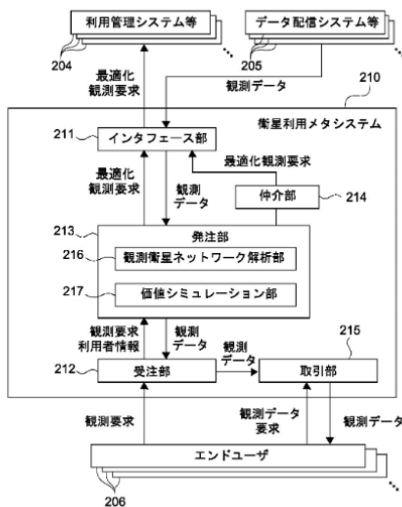 利用管理システム等
データ配信システム等
204
205
最適化
観測要求
観測データ
210
衛星利用メタシステム
211
インタフェース部
最適化観測要求
最適化
観測要求
観測
データ
仲介部
214
213
発注部
216
観測衛星ネットワーク解析部
217
価値シミュレーション部
観測要求
利用者情報
観測
データ
観測
データ
215
212
受注部
取引部
観測要求
観測データ
要求
観測データ
エンドユーザ
206